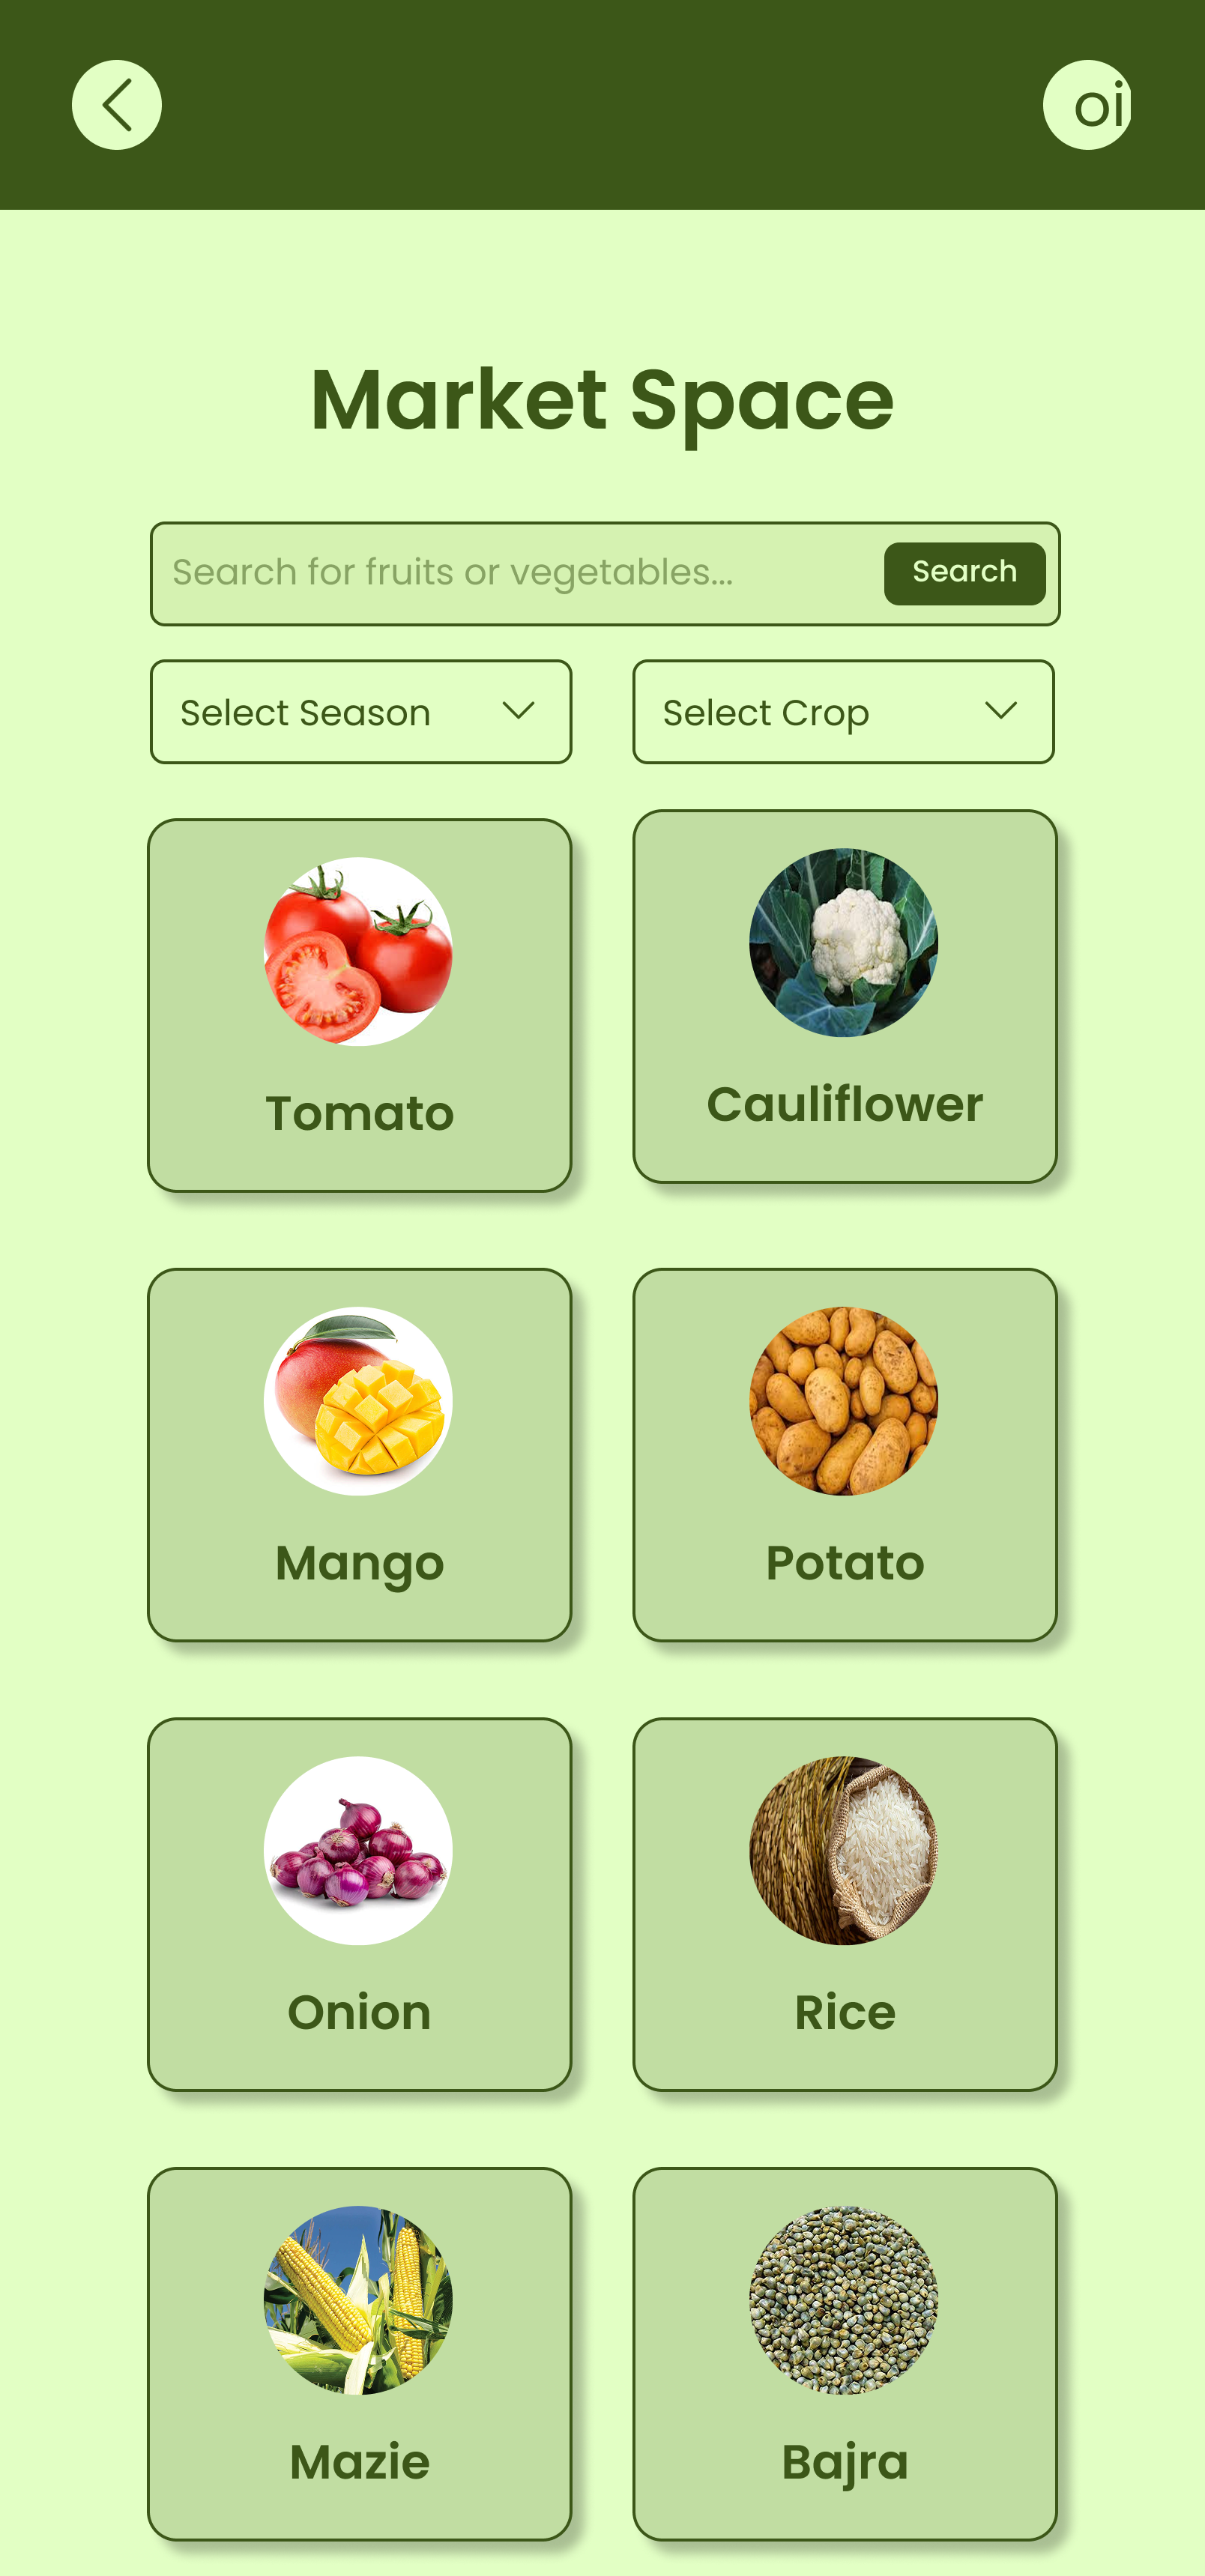 oi
Market Space
Search for fruits or vegetables...
Search
Select Season
Select Crop
Tomato
Cauliflower
Mango
Potato
Onion
Rice
Mazie
Bajra